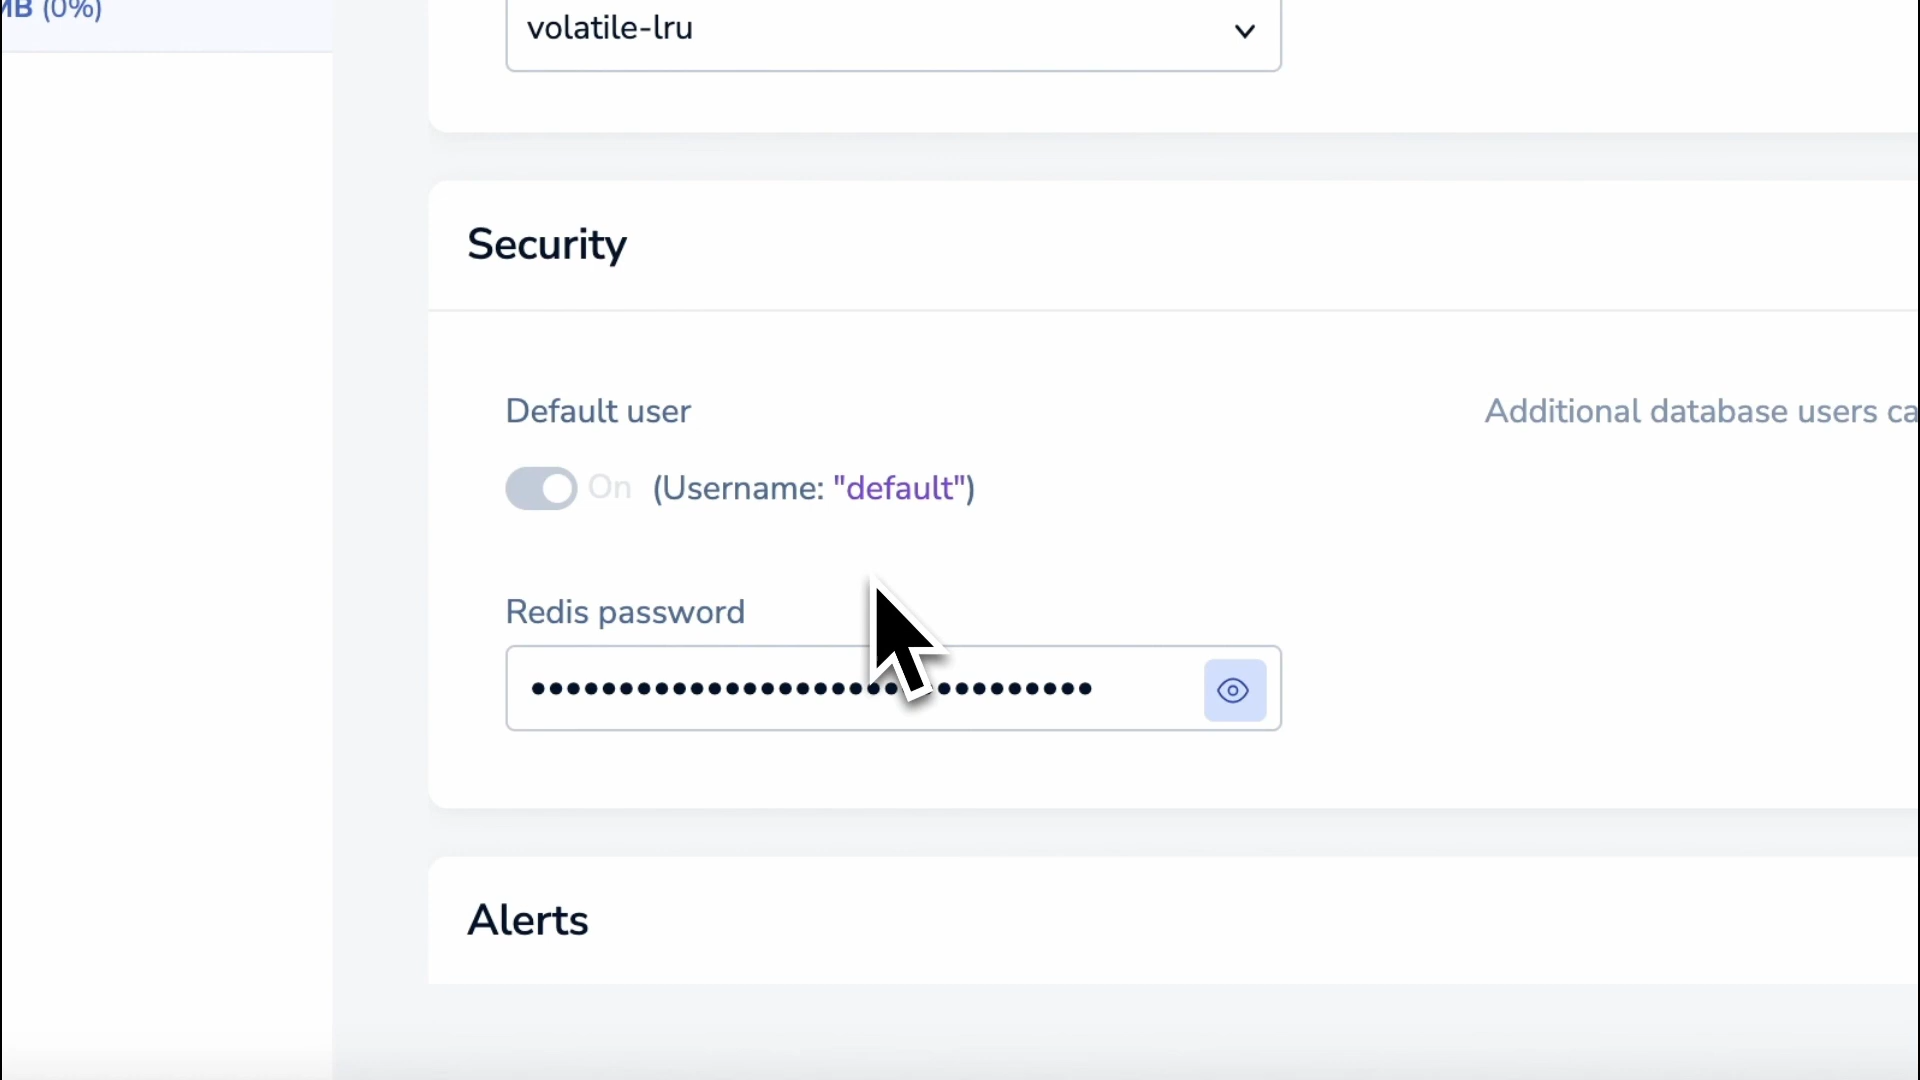 MB (0%)
volatile-lru
Security
Default user
Additional database users ca
On (Username: "default")
Redis password
Alerts